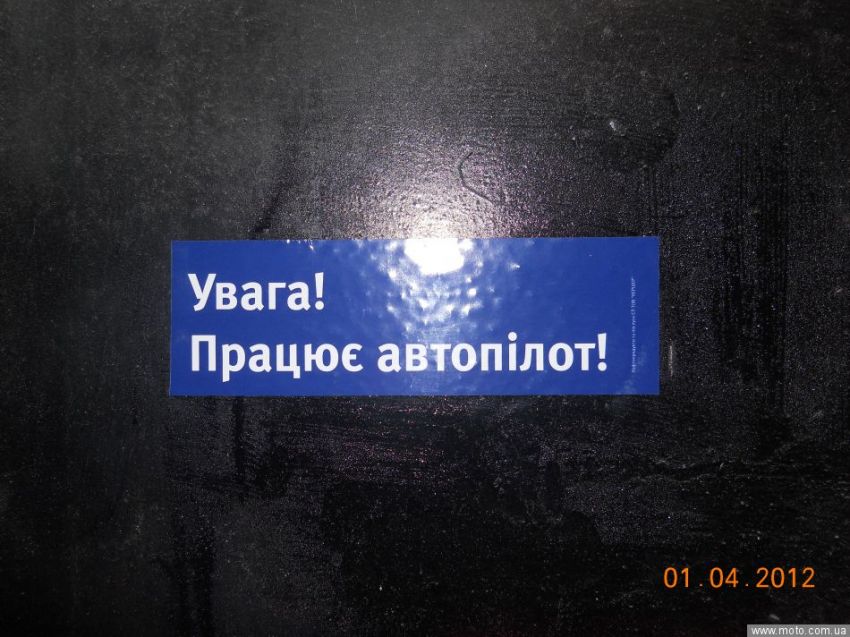 Увага!
Працює автопілот!
01.04.2012
www.moto.com.ua